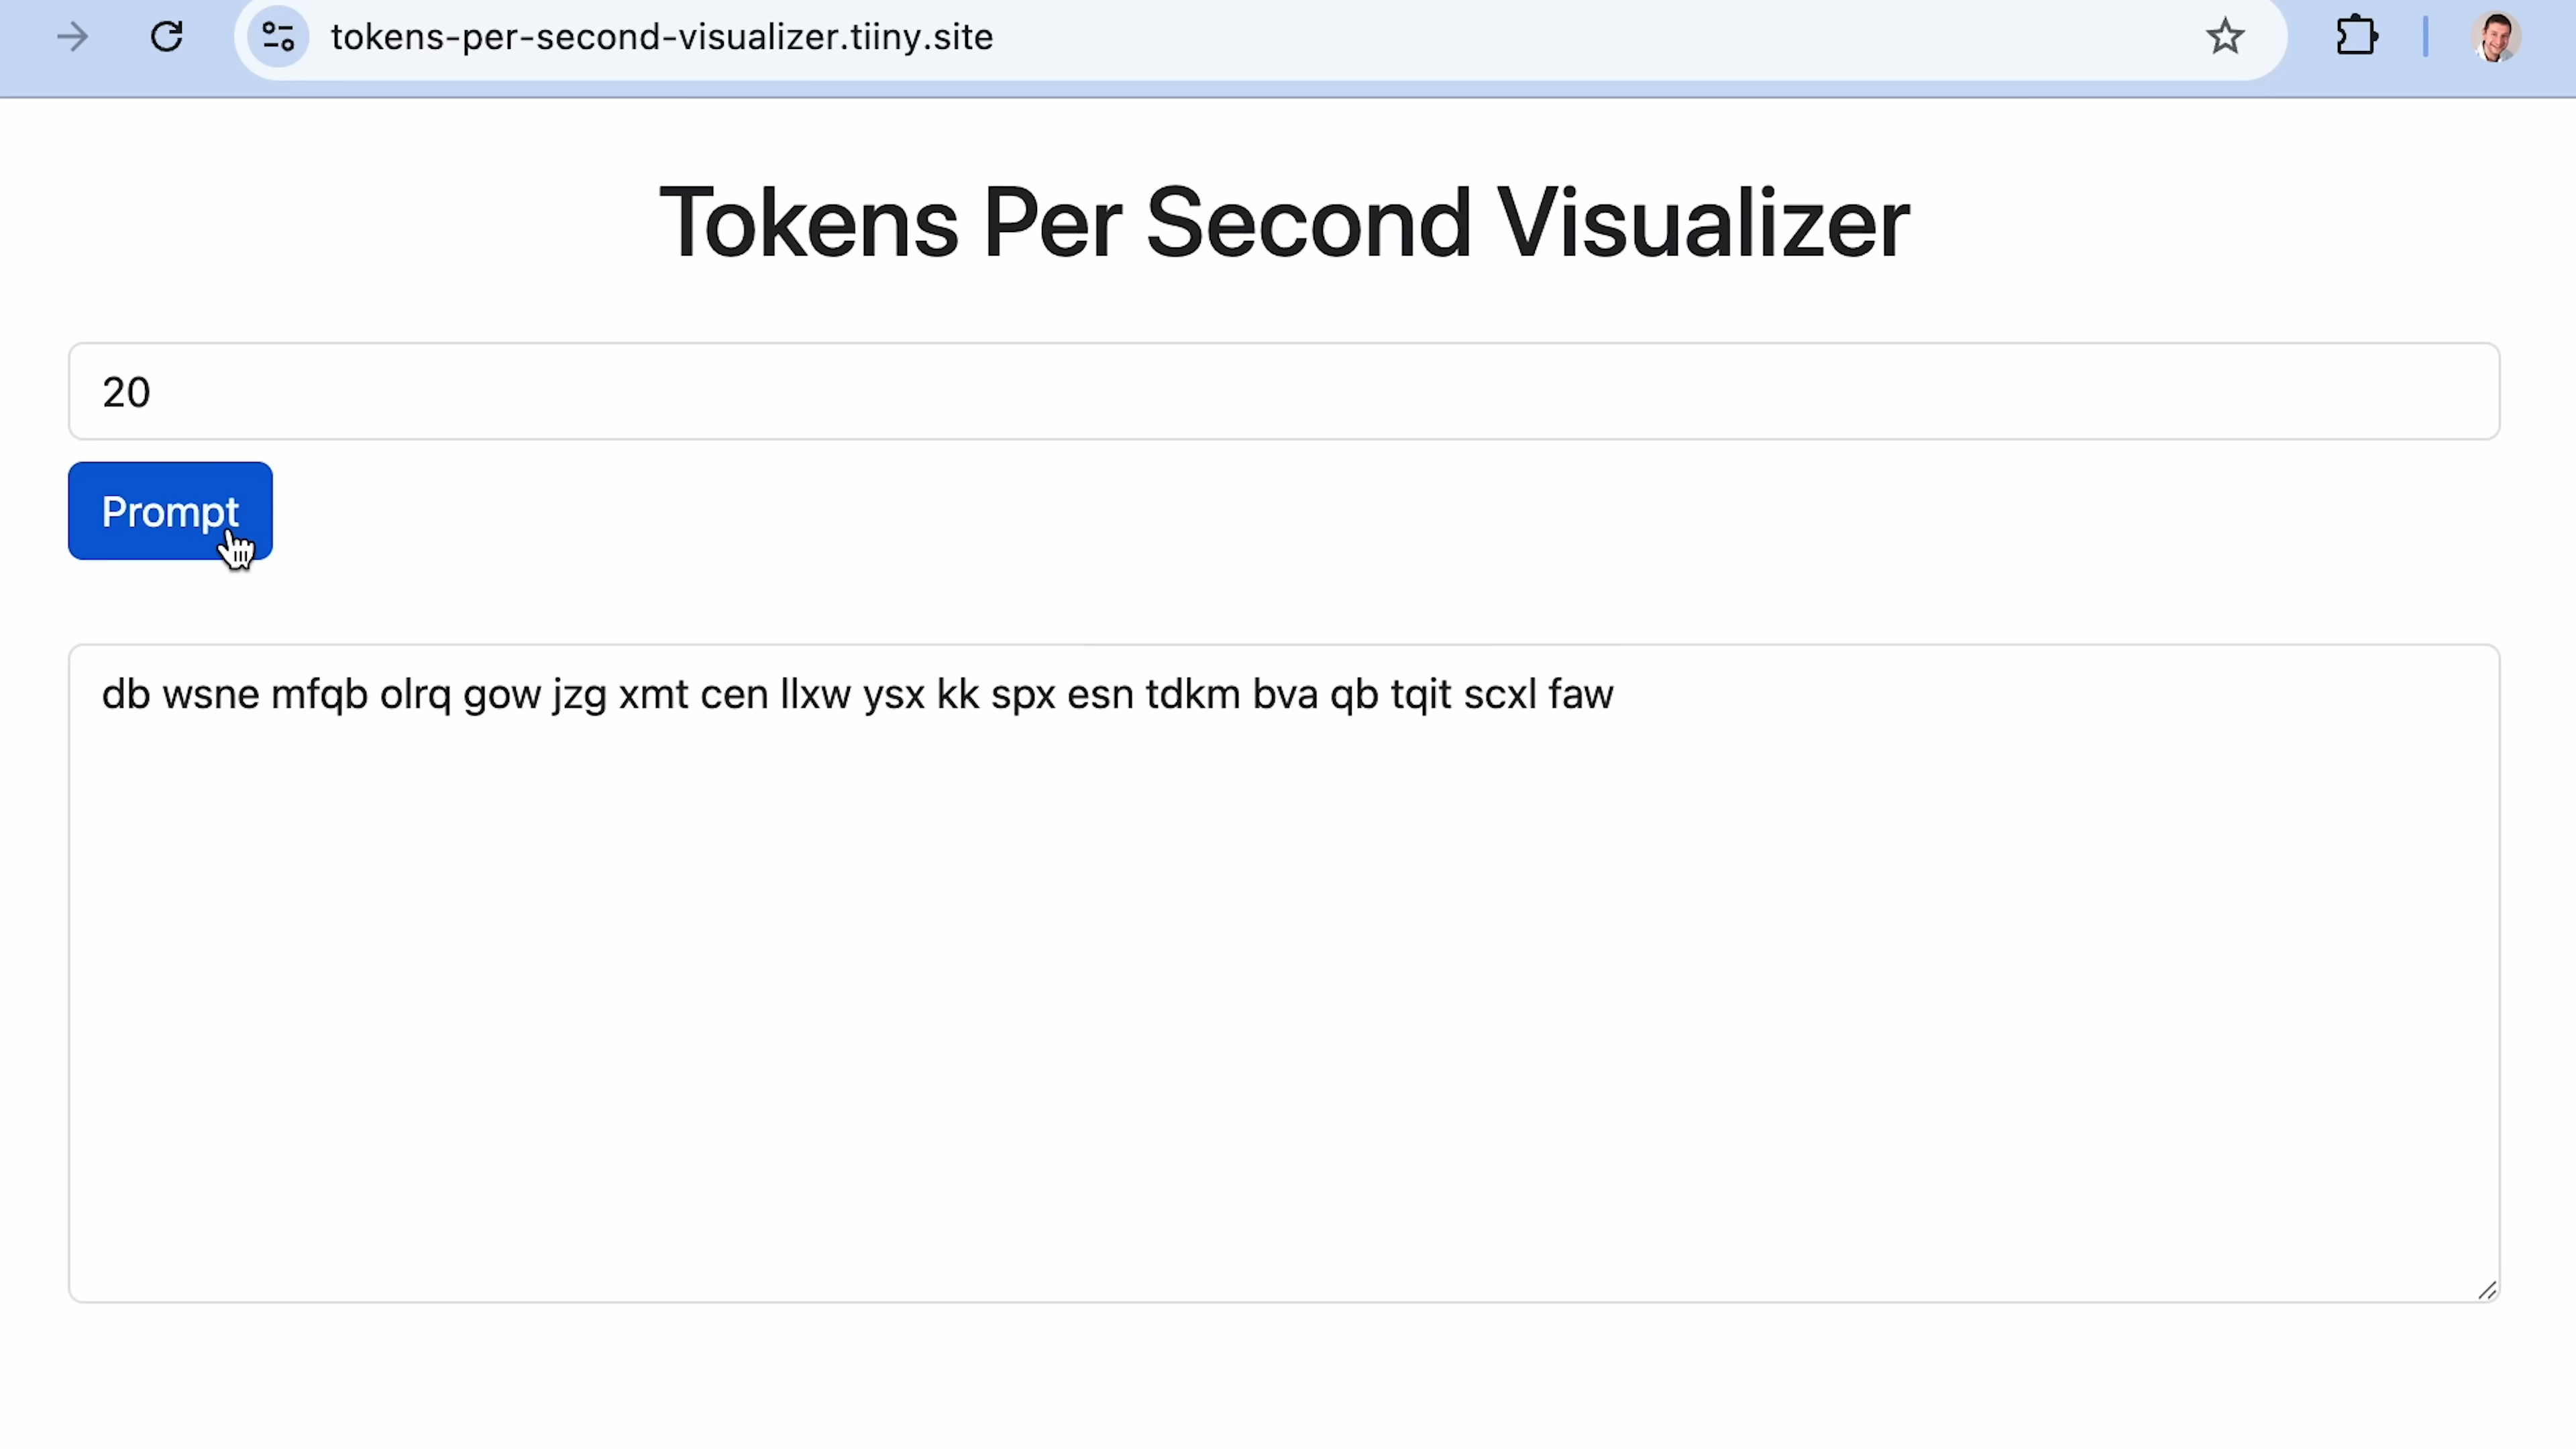 tokens-per-second-visualizer.tiiny.site
Tokens Per Second Visualizer
20
Prompt
db wsne mfqb olrq gow jzg xmt cen llxw ysx kk spx esn tdkm bva qb tqit scxl faw